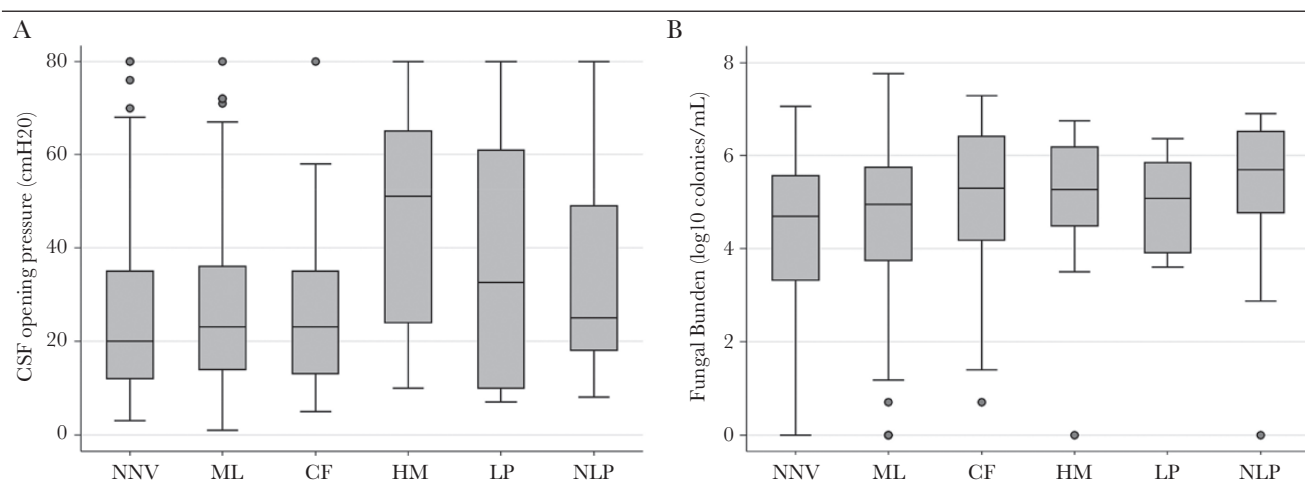 A
CSF opening pressure (cmH20)
80
60
40
20
0
NNV ML CF HM LP NLP
B
Fungal Bunden (log10 colonies/mL)
8
6
4
2
0
NNV ML CF HM LP NLP